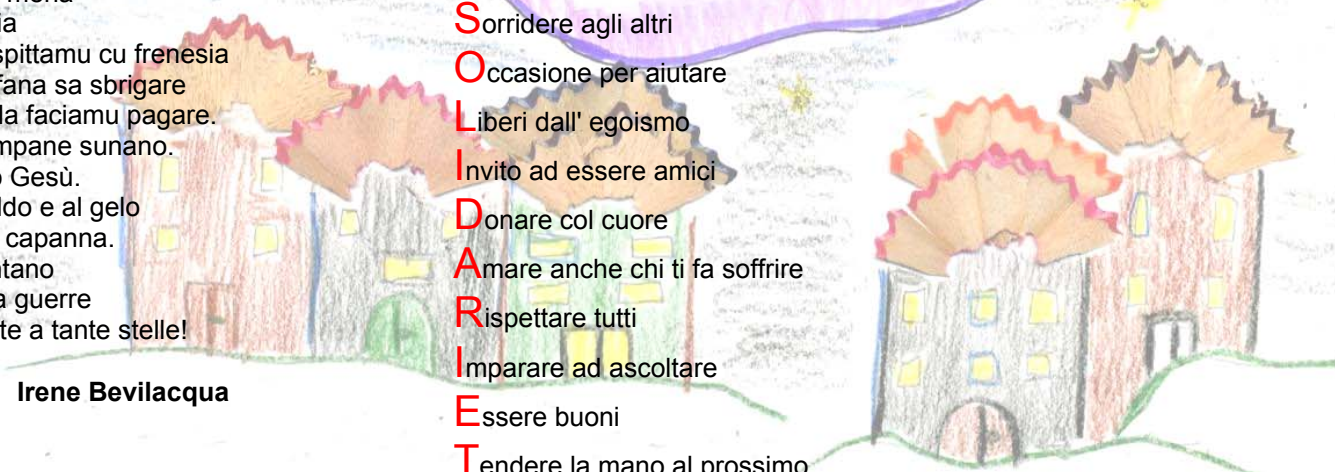 ia
spittamu cu frenesia
fana sa sbrigare
la faciamu pagare.
mpane sunano.
o Gesù.
ldo e al gelo
capanna.
ntano
a guerre
te a tante stelle!
Irene Bevilacqua
Sorridere agli altri
Occasione per aiutare
Liberi dall' egoismo
Invito ad essere amici
Donare col cuore
Amare anche chi ti fa soffrire
Rispettare tutti
Imparare ad ascoltare
Essere buoni
Tendere la mano al prossimo